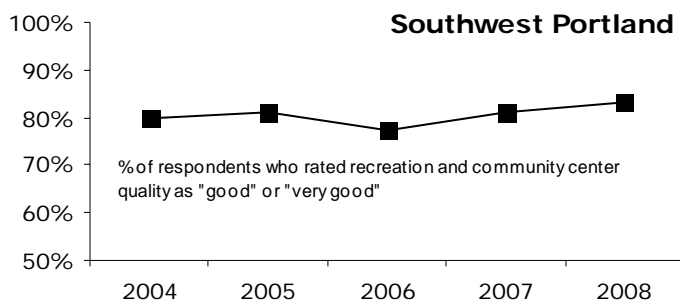 Southwest Portland
100%
90%
80%
70%
60%
50%
% of respondents who rated recreation and community center
quality as "good" or "very good"
2004 2005 2006 2007 2008